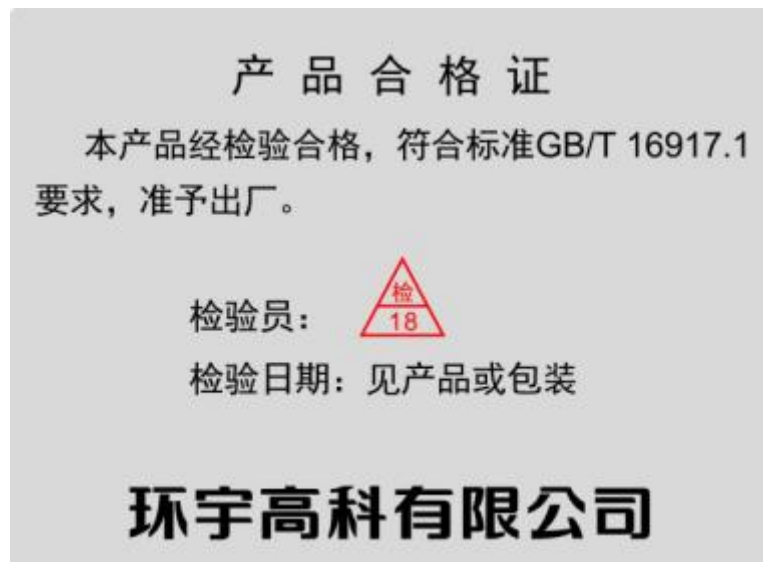 产品合格证
本产品经检验合格，符合标准GB/T 16917.1
要求，准予出厂。
检
检验员：
18
检验日期：见产品或包装
环宇高科有限公司